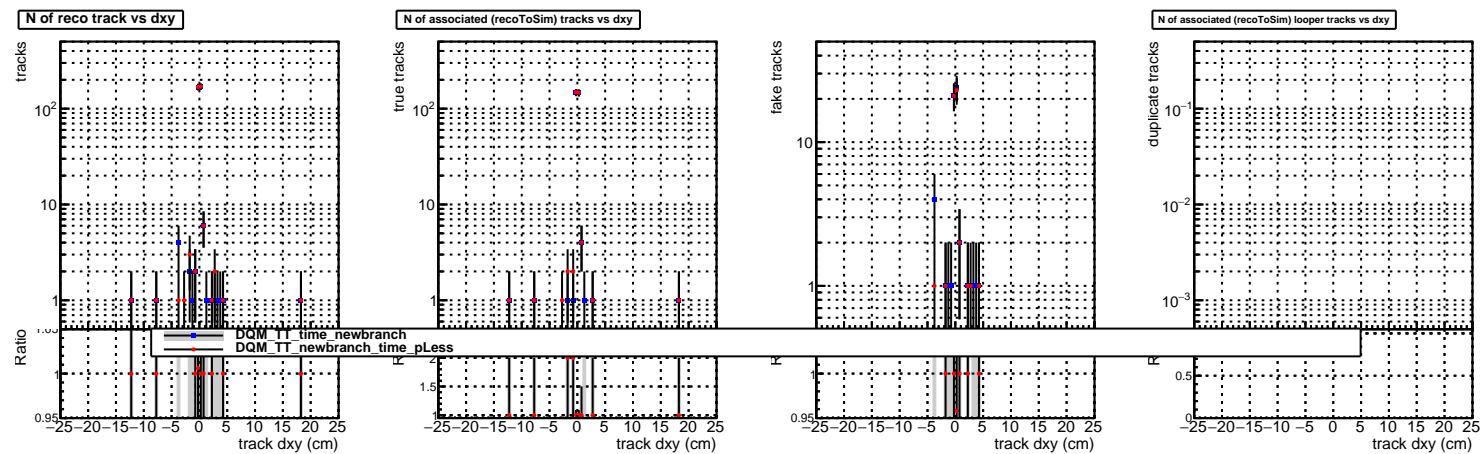 N of reco track vs dxy
N of associated (recoToSim) tracks vs dxy
N of associated (recoToSim) looper tracks vs dxy
tracks
10²
10
1
Ratio
1
0.95
−25−20−15−10 −5 0 5 10 15 20 25
track dxy (cm)
true tracks
10²
10
1
1.5
1
−25−20−15−10 −5 0 5 10 15 20 25
track dxy (cm)
fake tracks
10
1
1
0.95
−25−20−15−10 −5 0 5 10 15 20 25
track dxy (cm)
duplicate tracks
10⁻¹
10⁻²
10⁻³
0.5
0
−25−20−15−10 −5 0 5 10 15 20 25
track dxy (cm)
DQM_TT_time_newbranch
DQM_TT_newbranch_time_pLess